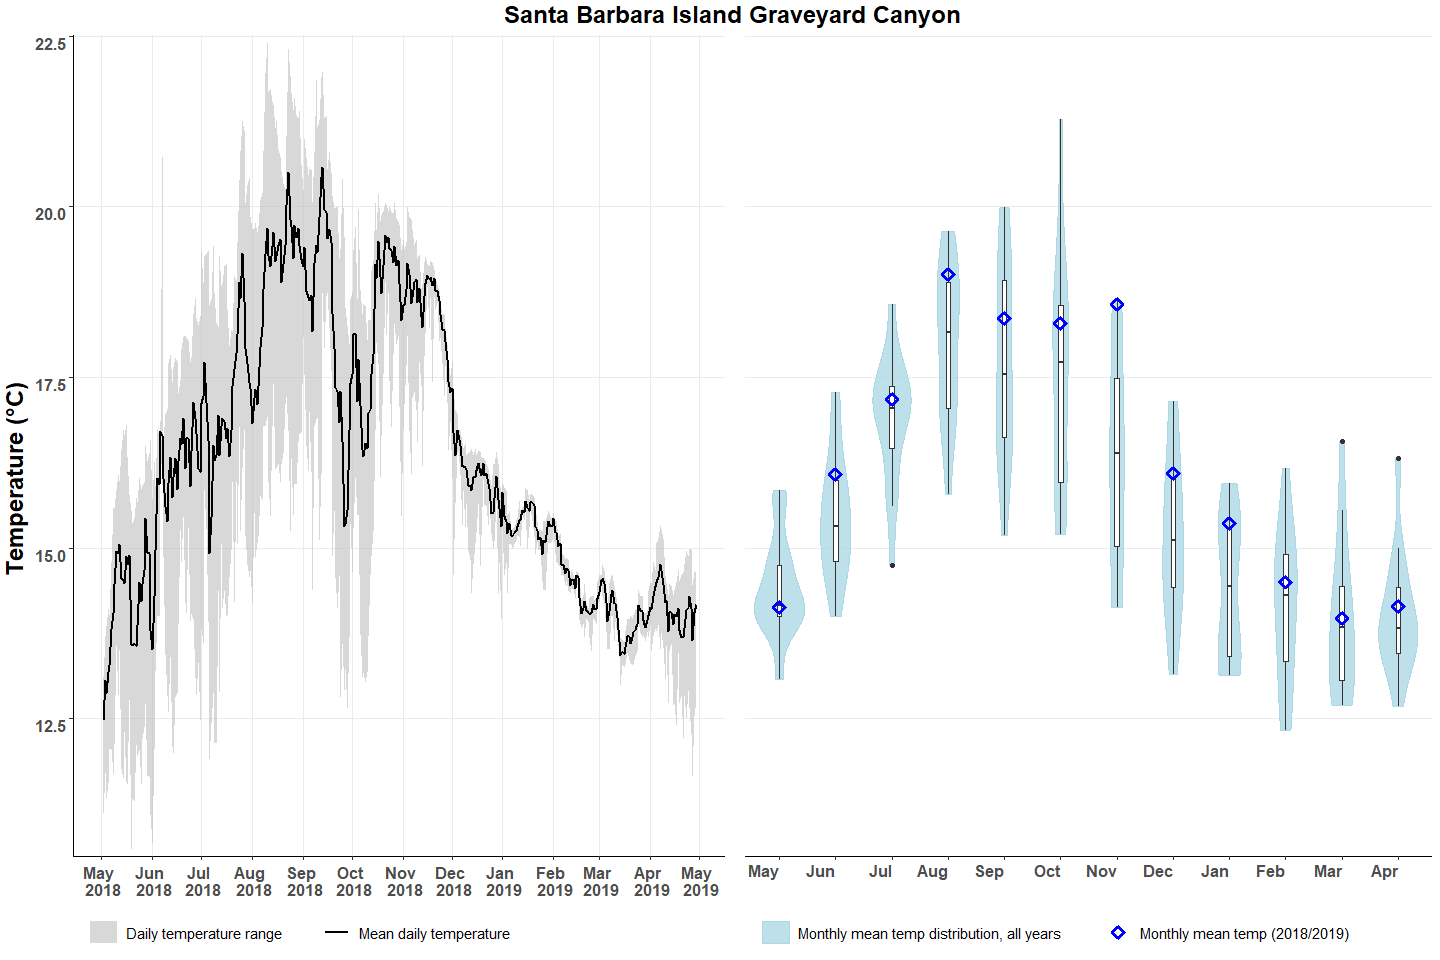 Santa Barbara Island Graveyard Canyon
Temperature (°C)
22.5
20.0
17.5
15.0
12.5
May Jun Jul Aug Sep Oct Nov Dec Jan Feb Mar Apr May
2018 2018 2018 2018 2018 2018 2018 2018 2019 2019 2019 2019 2019
May Jun Jul Aug Sep Oct Nov Dec Jan Feb Mar Apr
Daily temperature range Mean daily temperature
Monthly mean temp distribution, all years Monthly mean temp (2018/2019)